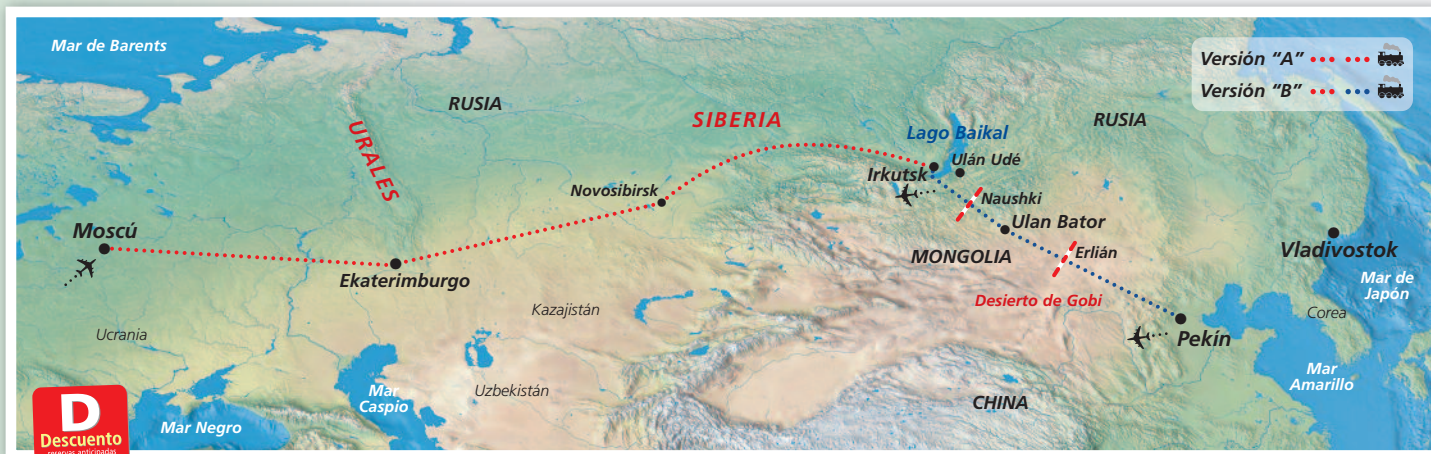 Mar de Barents
Versión “A”
Versión “B”
RUSIA
URALES
SIBERIA
RUSIA
Lago Baikal
Ulán Udé
Irkutsk
Novosibirsk
Naushki
Ulan Bator
Moscú
Vladivostok
MONGOLIA
Erlián
Ekaterimburgo
Mar de
Japón
Desierto de Gobi
Kazajistán
Corea
Ucrania
Pekín
Mar
Amarillo
Uzbekistán
Mar
Caspio
CHINA
Mar Negro
D
Descuento
reservas anticipadas